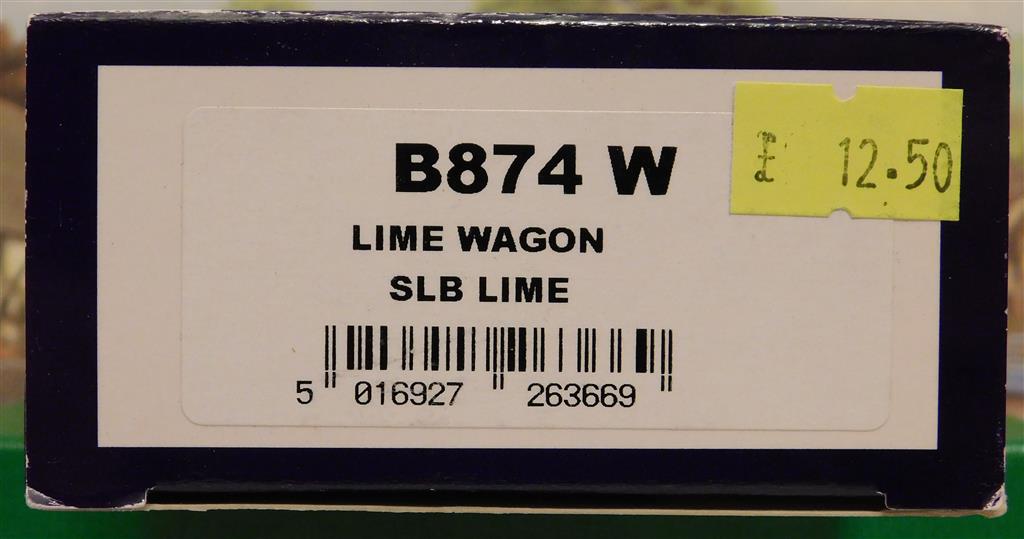 B874 W
£ 12.50
LIME WAGON
SLB LIME
5 016927 263669